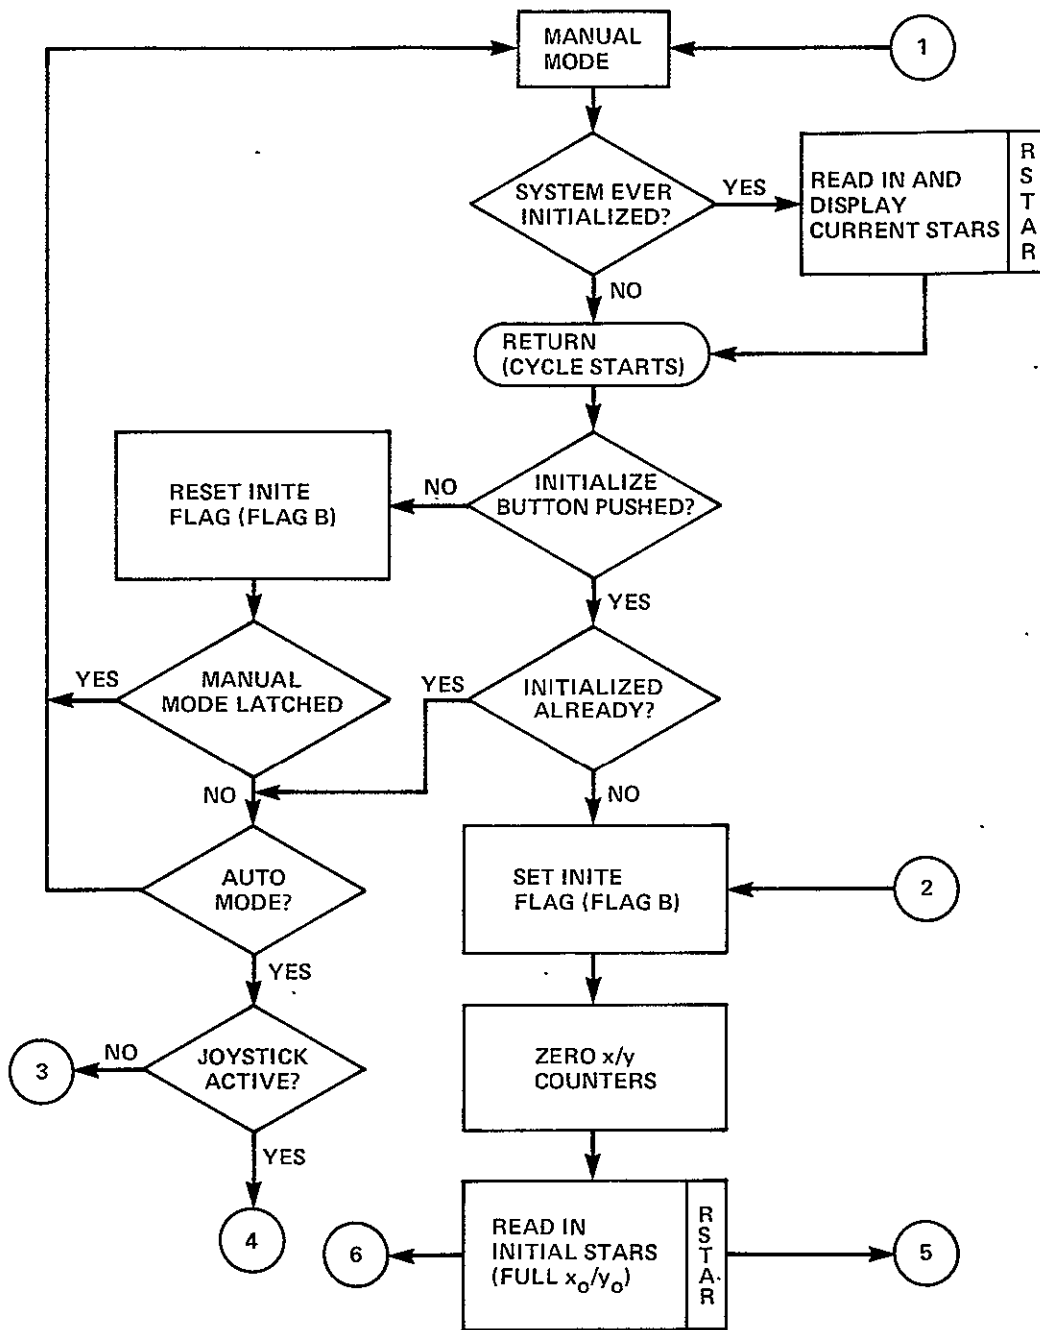 MANUAL
MODE
1
SYSTEM EVER
INITIALIZED?
YES
READ IN AND
DISPLAY
CURRENT STARS
RSTAR
NO
RETURN
(CYCLE STARTS)
RESET INITE
FLAG (FLAG B)
NO
INITIALIZE
BUTTON PUSHED?
YES
YES
MANUAL
MODE LATCHED
YES
INITIALIZED
ALREADY?
NO
NO
AUTO
MODE?
SET INITE
FLAG (FLAG B)
2
YES
3
NO
JOYSTICK
ACTIVE?
ZERO x/y
COUNTERS
YES
4
6
READ IN
INITIAL STARS
(FULL x₀/y₀)
RSTAR
5